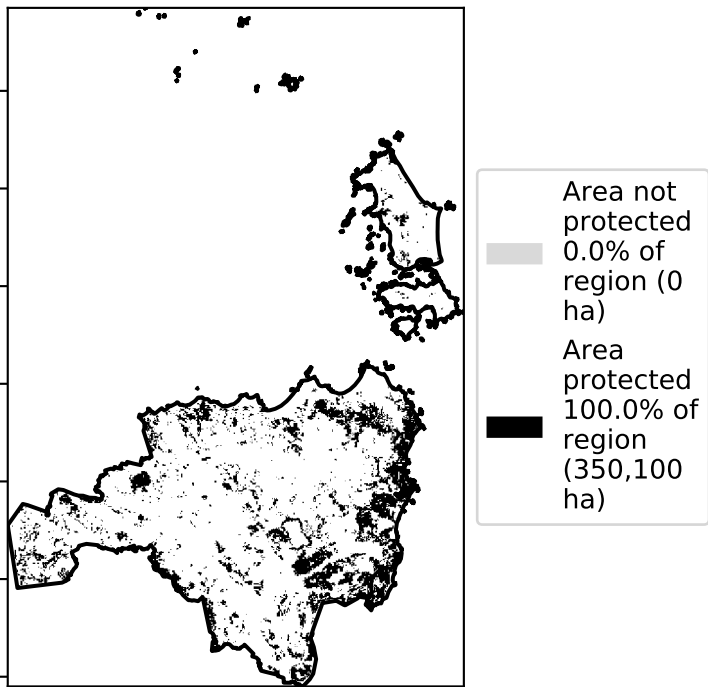 Area not
protected
0.0% of
region (0
ha)
Area
protected
100.0% of
region
(350,100
ha)